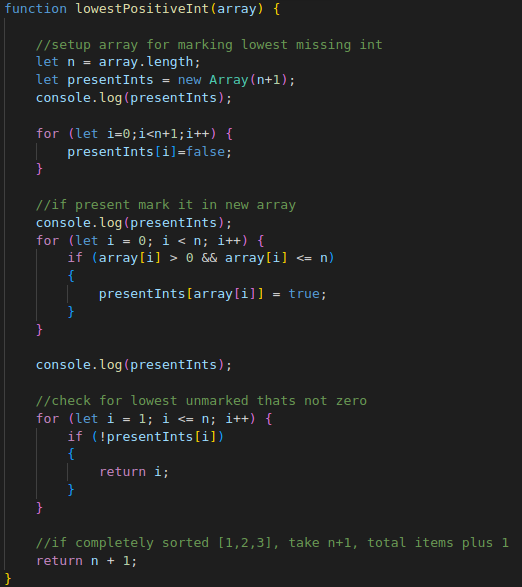 function lowestPositiveInt(array) {
//setup array for marking lowest missing int
let n = array.length;
let presentInts = new Array(n+1);
console.log(presentInts);
for (let i=0;i<n+1;i++) {
presentInts[i]=false;
}
//if present mark it in new array
console.log(presentInts);
for (let i = 0; i < n; i++) {
if (array[i] > 0 && array[i] <= n)
{
presentInts[array[i]] = true;
}
}
console.log(presentInts);
//check for lowest unmarked thats not zero
for (let i = 1; i <= n; i++) {
if (!presentInts[i])
{
return i;
}
}
//if completely sorted [1,2,3], take n+1, total items plus 1
return n + 1;
}